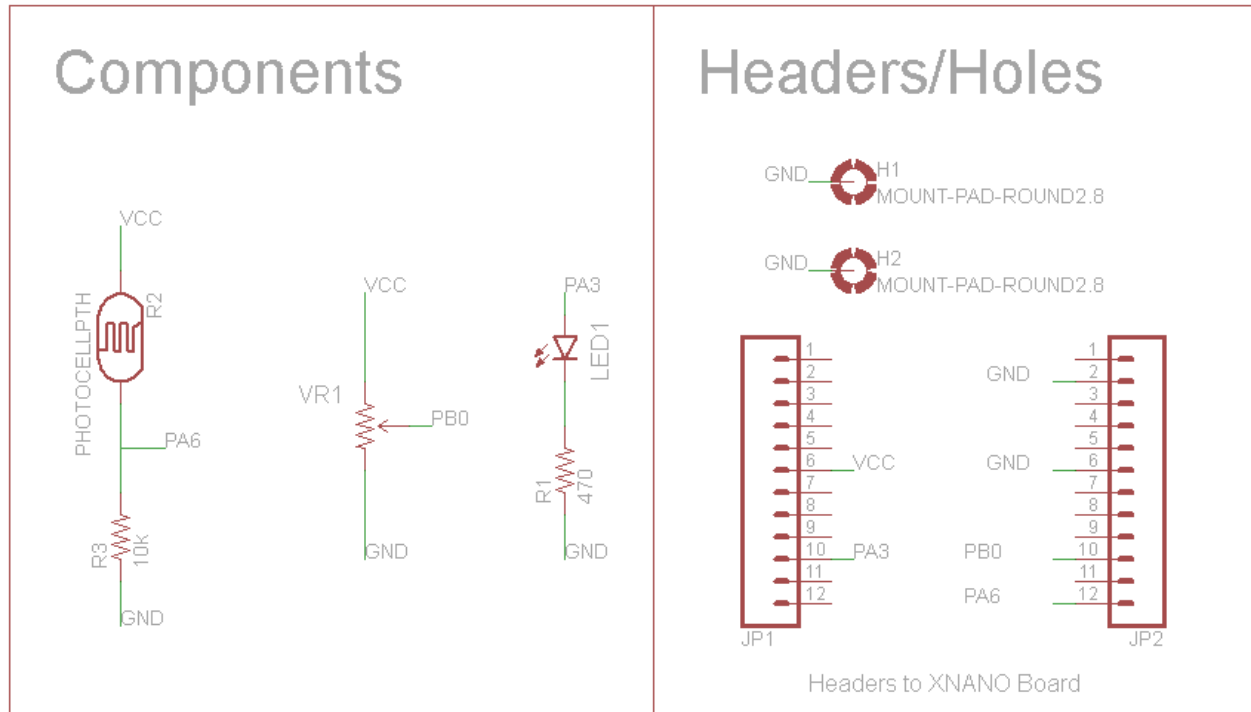 Components
VCC
R2
PHOTOCELLPTH
PA6
R3
10k
GND
VCC
VR1
PB0
GND
PA3
LED1
R1
470
GND
Headers/Holes
GND
H1
MOUNT-PAD-ROUND2.8
GND
H2
MOUNT-PAD-ROUND2.8
1
2
3
4
5
6 VCC
7
8
9
10 PA3
11
12
JP1
1
GND 2
3
4
5
GND 6
7
8
9
PB0 10
11
PA6 12
JP2
Headers to XNANO Board